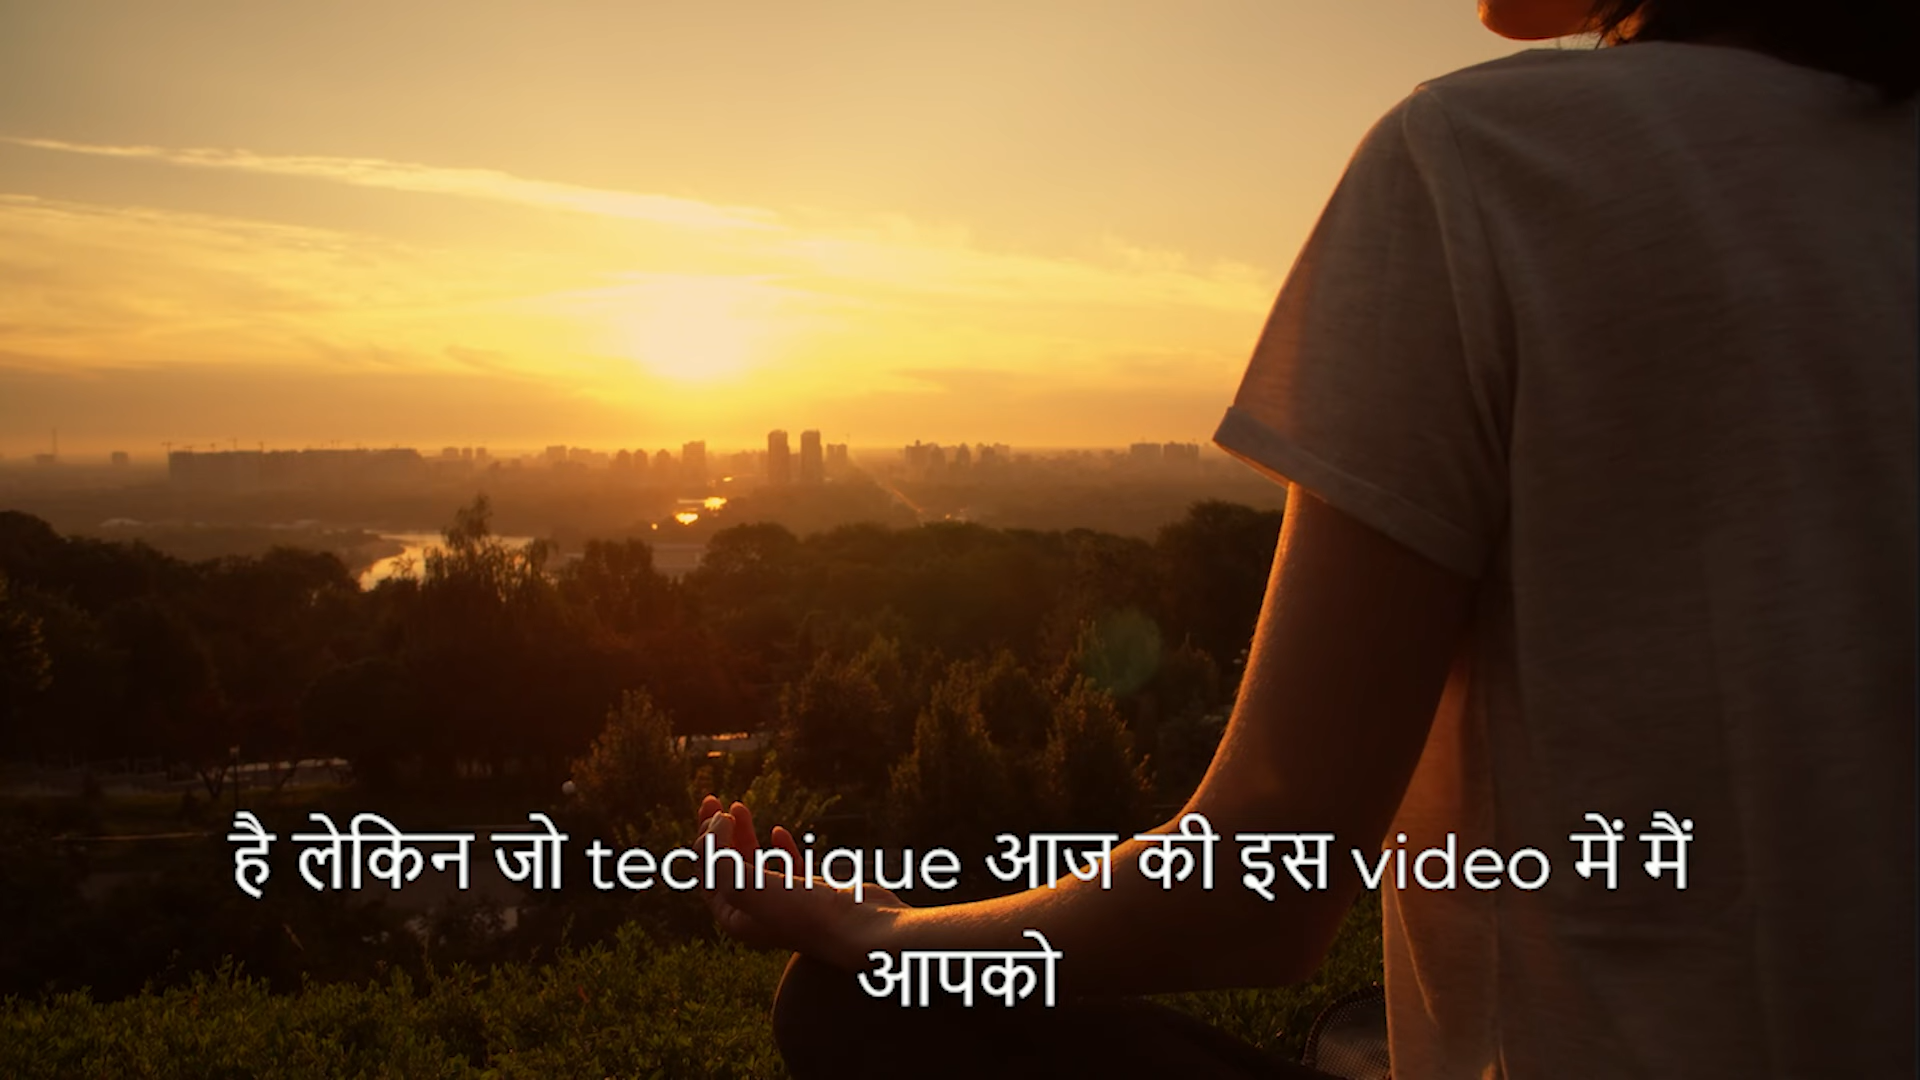 है लेकिन जो technique आज की इस video में मैं
आपको